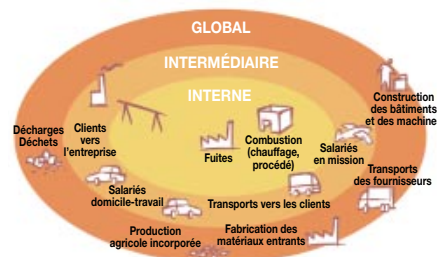 GLOBAL
INTERMÉDIAIRE
INTERNE
Construction
des bâtiments
et des machine
Décharges
Déchets
Clients
vers
l'entreprise
Fuites
Combustion
(chauffage,
procédé)
Salariés
en mission
Transports
des fournisseurs
Salariés
domicile-travail
Transports vers les clients
Production
agricole incorporée
Fabrication des
matériaux entrants